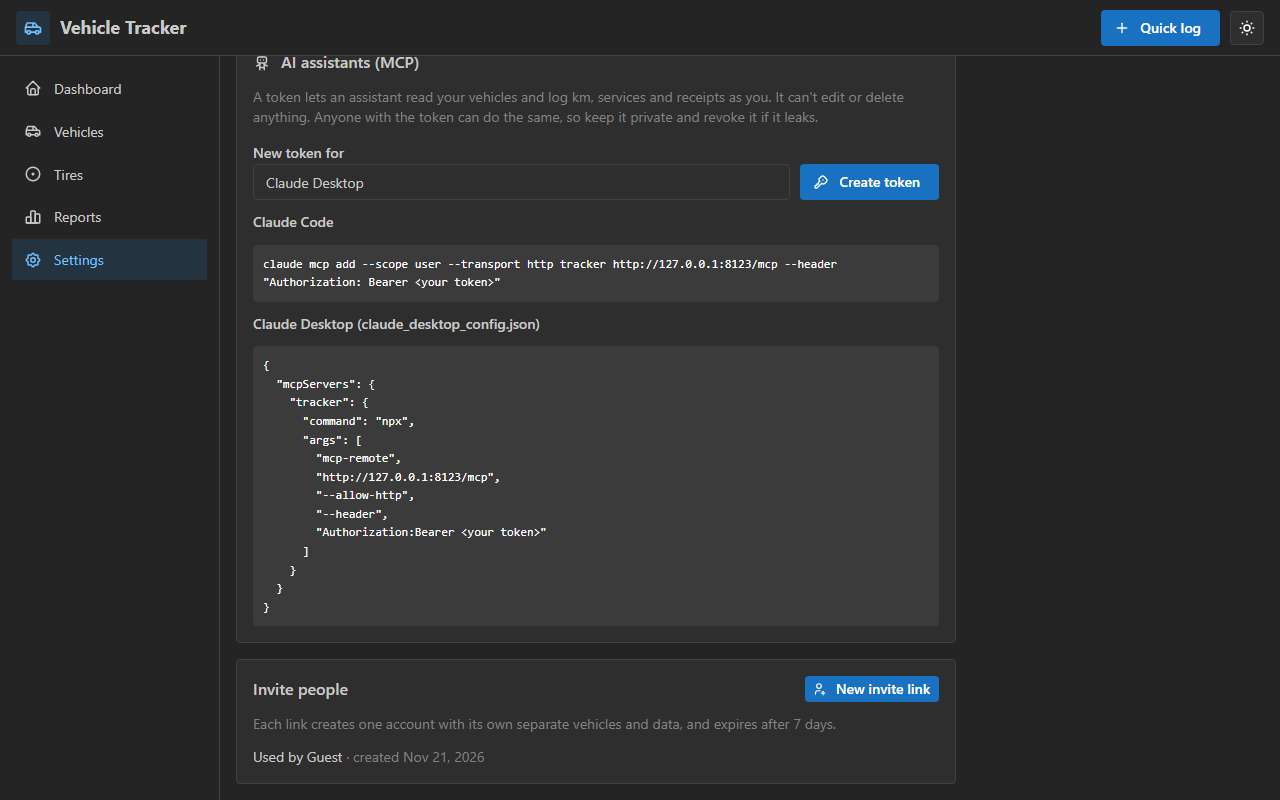 Vehicle Tracker
Quick log
Dashboard
Vehicles
Tires
Reports
Settings
AI assistants (MCP)
A token lets an assistant read your vehicles and log km, services and receipts as you. It can't edit or delete
anything. Anyone with the token can do the same, so keep it private and revoke it if it leaks.
New token for
Claude Desktop
Create token
Claude Code
claude mcp add --scope user --transport http tracker http://127.0.0.1:8123/mcp --header
"Authorization: Bearer <your token>"
Claude Desktop (claude_desktop_config.json)
{
  "mcpServers": {
    "tracker": {
      "command": "npx",
      "args": [
        "mcp-remote",
        "http://127.0.0.1:8123/mcp",
        "--allow-http",
        "--header",
        "Authorization:Bearer <your token>"
      ]
    }
  }
}
Invite people
New invite link
Each link creates one account with its own separate vehicles and data, and expires after 7 days.
Used by Guest · created Nov 21, 2026